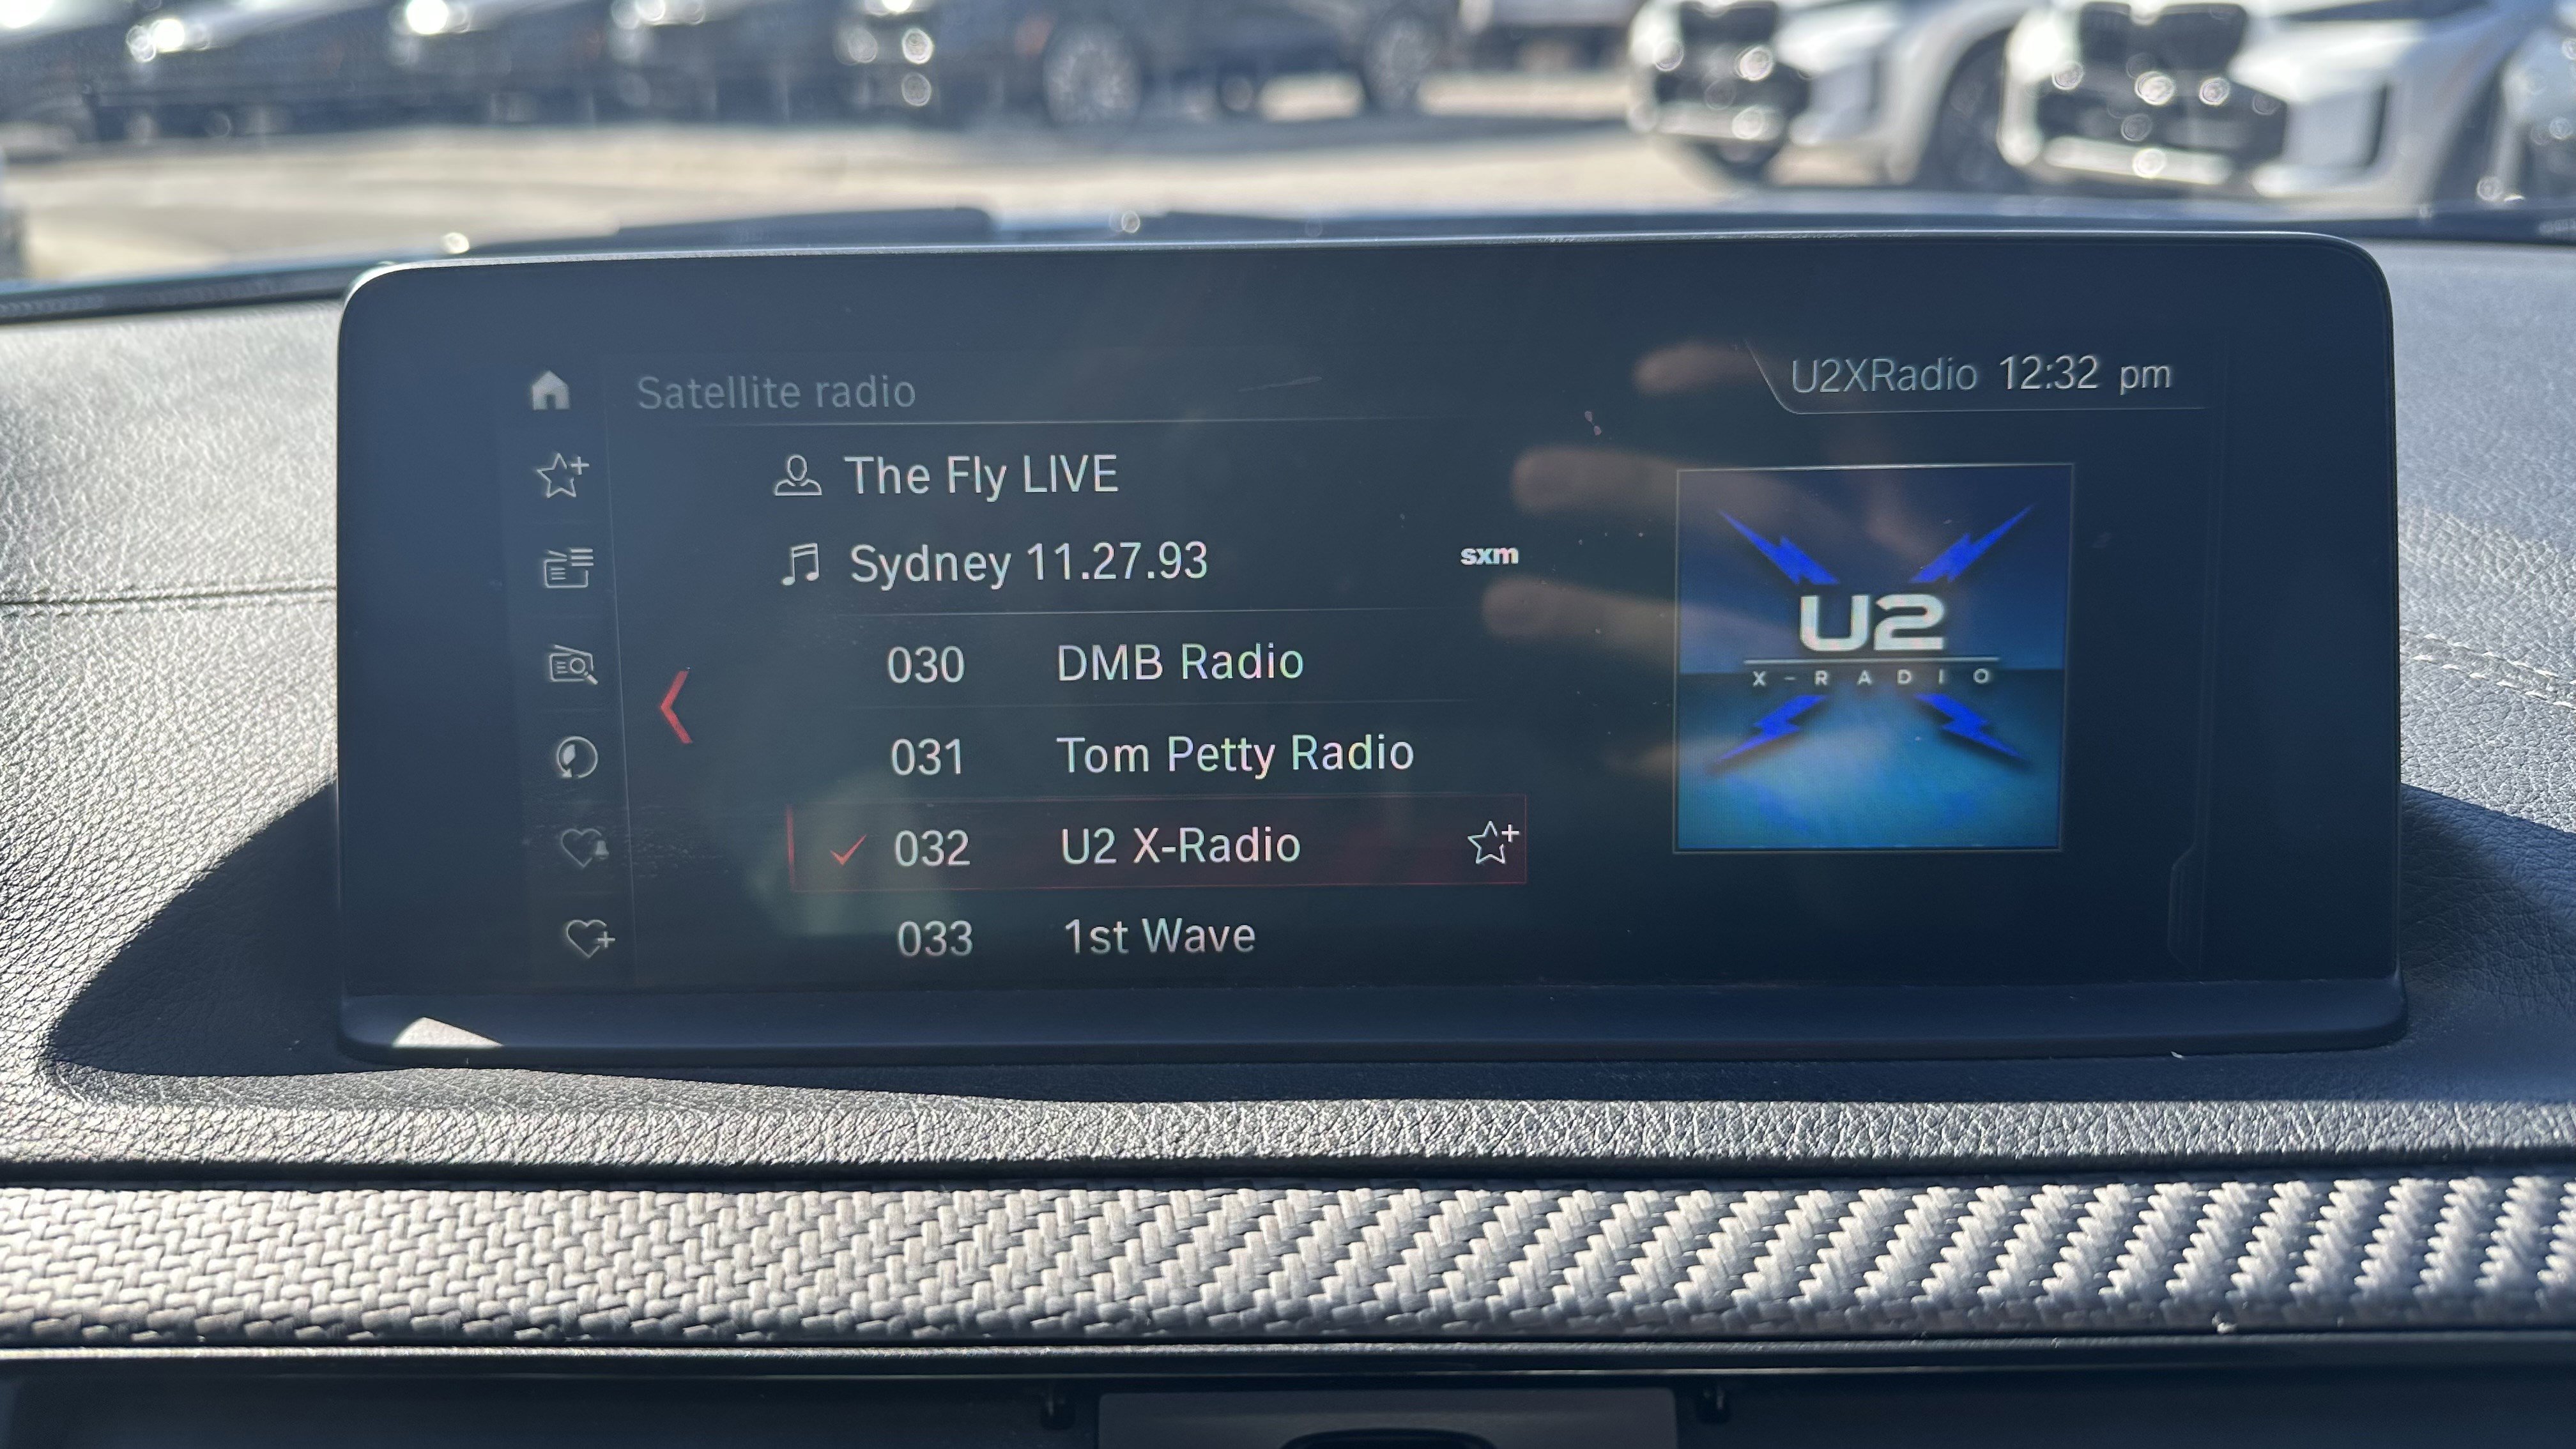 Satellite radio
U2XRadio 12:32 pm
The Fly LIVE
Sydney 11.27.93
sxm
030 DMB Radio
031 Tom Petty Radio
032 U2 X-Radio
033 1st Wave
U2
X-RADIO